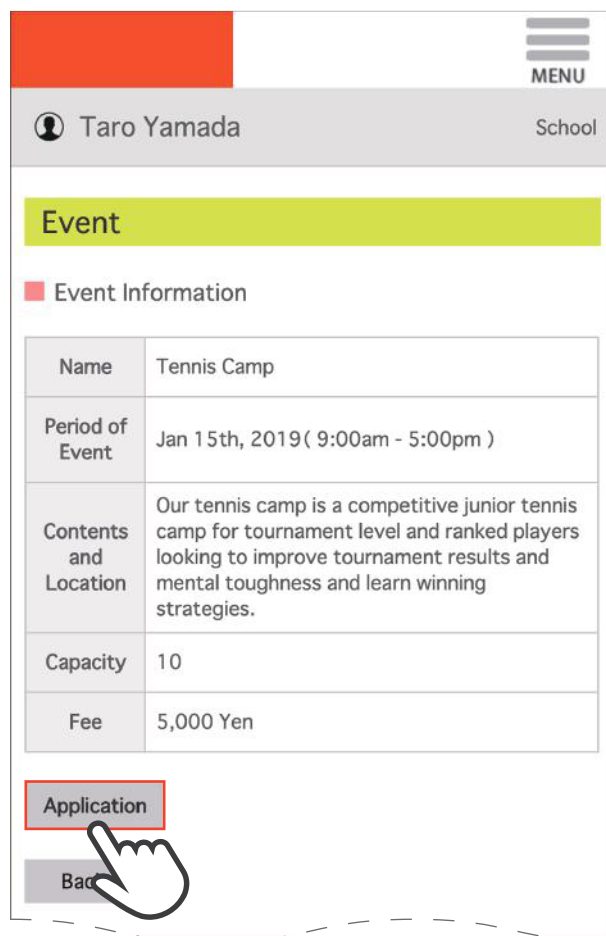 MENU
Taro Yamada
School
Event
Event Information
Name
Tennis Camp
Period of
Event
Jan 15th, 2019( 9:00am - 5:00pm )
Contents
and
Location
Our tennis camp is a competitive junior tennis
camp for tournament level and ranked players
looking to improve tournament results and
mental toughness and learn winning
strategies.
Capacity
10
Fee
5,000 Yen
Application